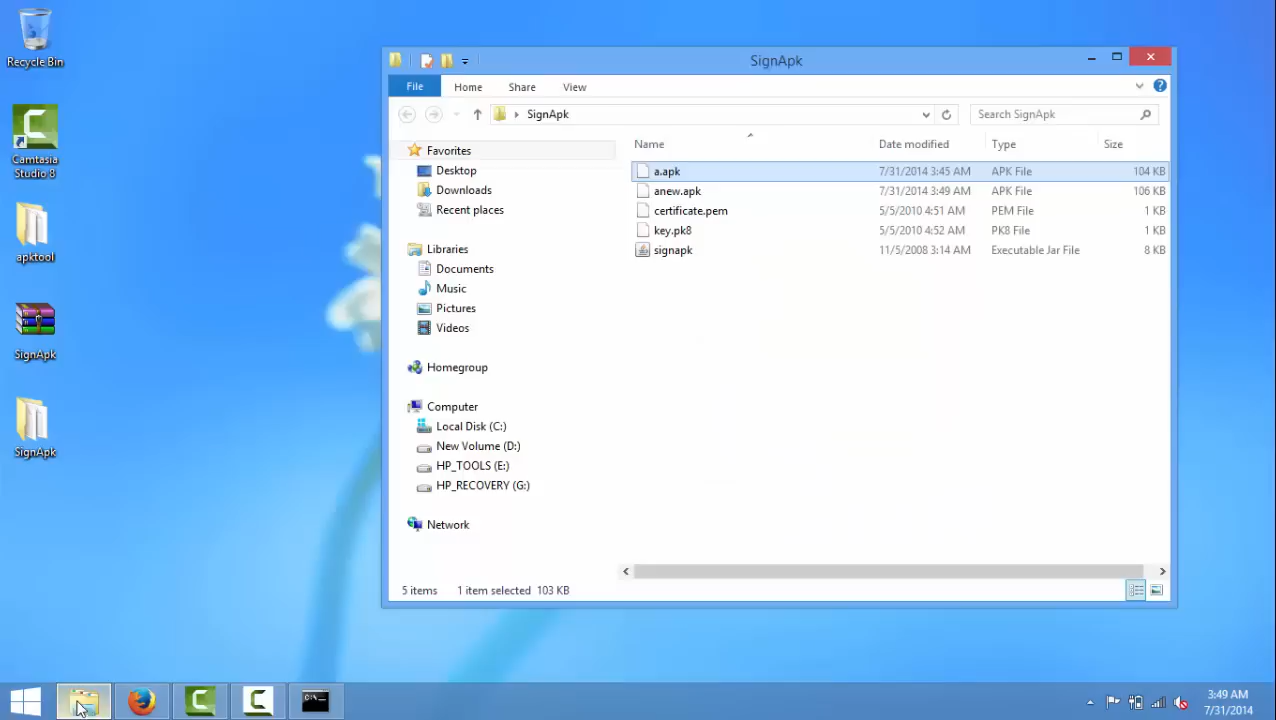 Recycle Bin
Camtasia
Studio 8
apktool
SignApk
SignApk
SignApk
File
Home
Share
View
SignApk
Search SignApk
Favorites
Desktop
Downloads
Recent places
Libraries
Documents
Music
Pictures
Videos
Homegroup
Computer
Local Disk (C:)
New Volume (D:)
HP_TOOLS (E:)
HP_RECOVERY (G:)
Network
Name Date modified Type Size
a.apk 7/31/2014 3:45 AM APK File 104 KB
anew.apk 7/31/2014 3:49 AM APK File 106 KB
certificate.pem 5/5/2010 4:51 AM PEM File 1 KB
key.pk8 5/5/2010 4:52 AM PK8 File 1 KB
signapk 11/5/2008 3:14 AM Executable Jar File 8 KB
5 items 1 item selected 103 KB
3:49 AM
7/31/2014